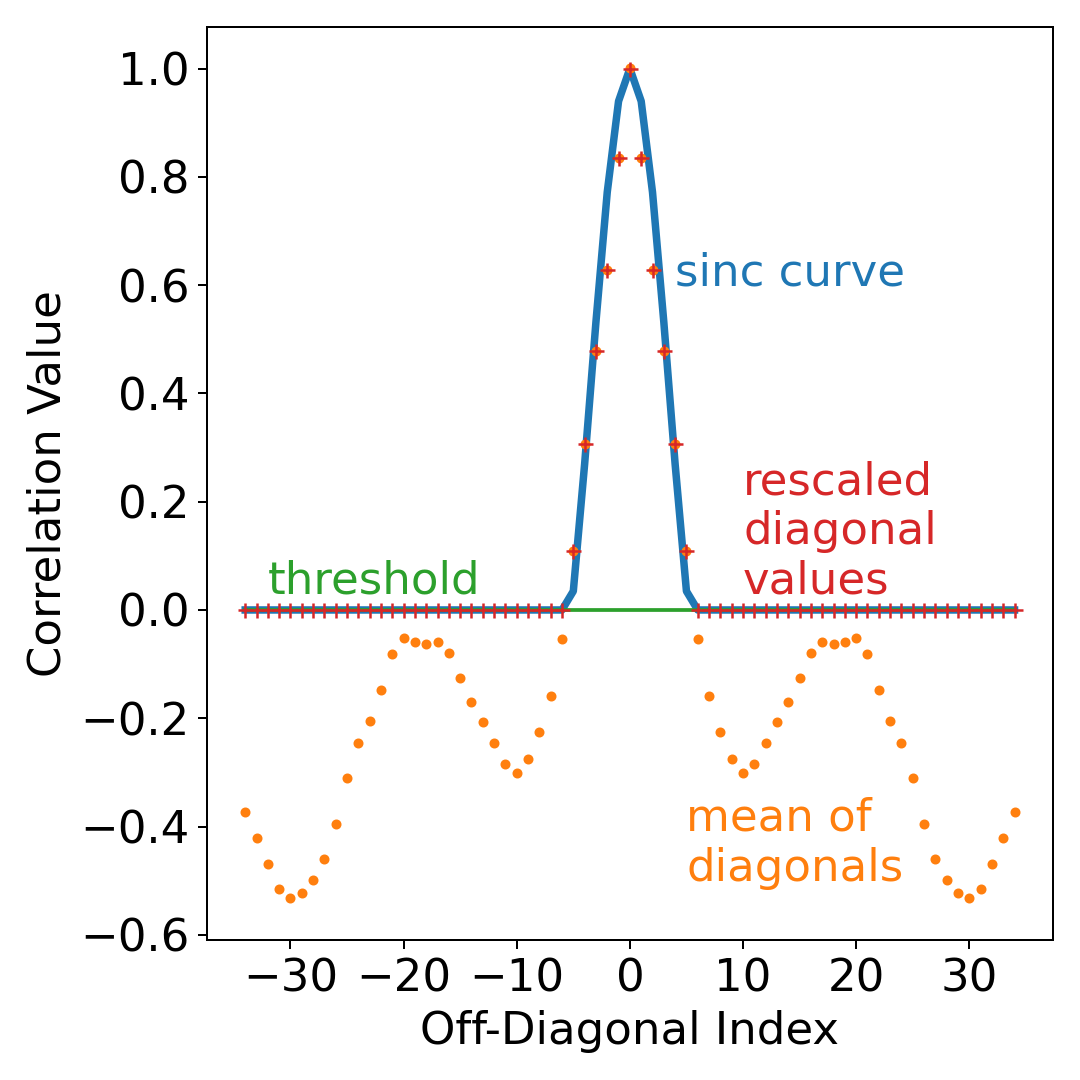 1.0
0.8
0.6
0.4
0.2
0.0
−0.2
−0.4
−0.6
Correlation Value
sinc curve
rescaled
diagonal
values
threshold
mean of
diagonals
−30
−20
−10
0
10
20
30
Off-Diagonal Index